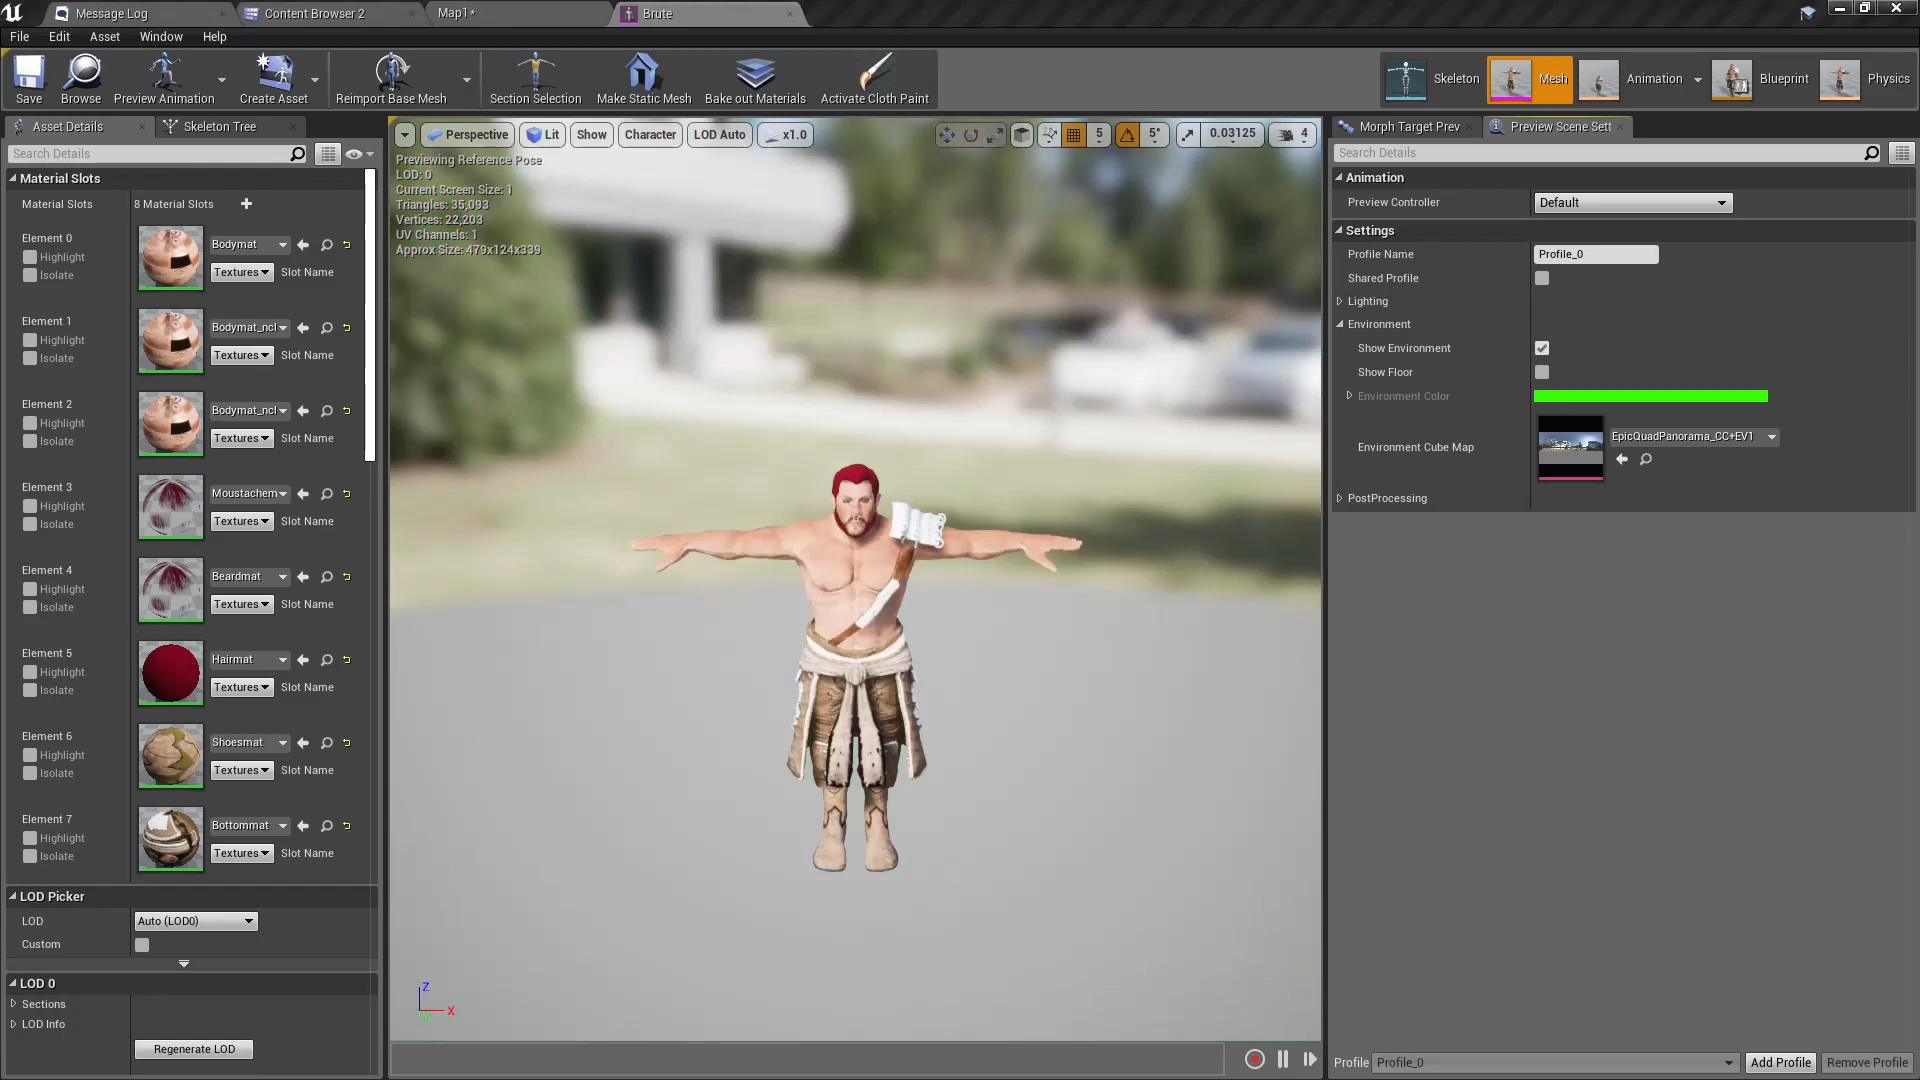 Message Log
Content Browser 2
Map1*
Brute
File
Edit
Asset
Window
Help
Save
Browse
Preview Animation
Create Asset
Reimport Base Mesh
Section Selection
Make Static Mesh
Bake out Materials
Activate Cloth Paint
Skeleton
Mesh
Animation
Blueprint
Physics
Asset Details
Skeleton Tree
Search Details
Material Slots
Material Slots
8 Material Slots
Element 0
Highlight
Isolate
Bodymat
Textures
Slot Name
Element 1
Highlight
Isolate
Bodymat_ncl
Textures
Slot Name
Element 2
Highlight
Isolate
Bodymat_ncl
Textures
Slot Name
Element 3
Highlight
Isolate
Moustachem
Textures
Slot Name
Element 4
Highlight
Isolate
Beardmat
Textures
Slot Name
Element 5
Highlight
Isolate
Hairmat
Textures
Slot Name
Element 6
Highlight
Isolate
Shoesmat
Textures
Slot Name
Element 7
Highlight
Isolate
Bottommat
Textures
Slot Name
LOD Picker
LOD
Auto (LOD0)
Custom
LOD 0
Sections
LOD Info
Regenerate LOD
Perspective
Lit
Show
Character
LOD Auto
x1.0
5
5°
0.03125
4
Previewing Reference Pose
LOD: 0
Current Screen Size: 1
Triangles: 35,093
Vertices: 22,203
UV Channels: 1
Approx Size: 479x124x339
Z
X
Y
Morph Target Prev
Preview Scene Sett
Search Details
Animation
Preview Controller
Default
Settings
Profile Name
Profile_0
Shared Profile
Lighting
Environment
Show Environment
Show Floor
Environment Color
Environment Cube Map
EpicQuadPanorama_CC+EV1
PostProcessing
Profile
Profile_0
Add Profile
Remove Profile